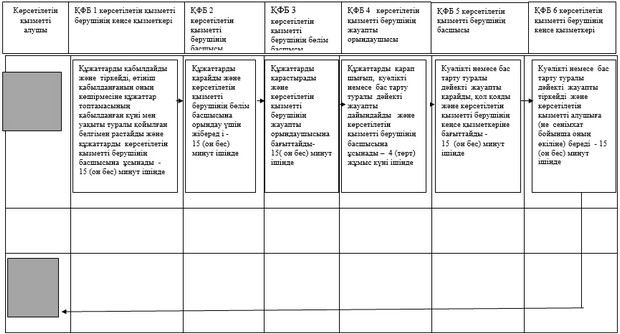 Көрсетілетін
қызметті
алушы
ҚФБ 1 көрсетілетін қызметті
берушінің кеңсе қызметкері
ҚФБ 2
көрсетілетін
қызметті
берушінің
басшысы
ҚФБ 3
көрсетілетін
қызметті
берушінің бөлім
басшысы
ҚФБ 4 көрсетілетін
қызметті берушінің
жауапты
орындаушысы
ҚФБ 5 көрсетілетін
қызметті берушінің
басшысы
ҚФБ 6 көрсетілетін
қызметті берушінің
кеңсе қызметкері
Құжаттарды қабылдайды
және тіркейді, өтініш
қабылданғанын оның
көшірмесіне құжаттар
топтамасының
қабылданған күні мен
уақыты туралы қойылған
белгімен растайды және
құжаттарды көрсетілетін
қызметті берушінің
басшысына ұсынады -
15 (он бес) минут ішінде
Құжаттарды
қарайды және
көрсетілетін
қызметті
берушінің бөлім
басшысына
орындау үшін
жіберед і -
15 (он бес)
минут ішінде
Құжаттарды
қарастырады
және
көрсетілетін
қызметті
берушінің
жауапты
орындаушысына
бағыттайды-
15( он бес) минут
ішінде
Құжаттарды қарап
шығып, куәлікті
немесе бас тарту
туралы дәйекті
жауапты
дайындайды және
көрсетілетін
қызметті берушінің
басшысына
ұсынады – 4 (төрт)
жұмыс күні ішінде
Куәлікті немесе бас
тарту туралы
дәйекті жауапты
қарайды, қол қояды
және көрсетілетін
қызметті берушінің
кеңсе қызметкеріне
бағыттайды -
15 (он бес) минут
ішінде
Куәлікті немесе бас
тарту туралы
дәйекті жауапты
тіркейді және
көрсетілетін
қызметті алушыға
(не сенімхат
бойынша оның
өкіліне) береді - 15
(он бес) минут
ішінде